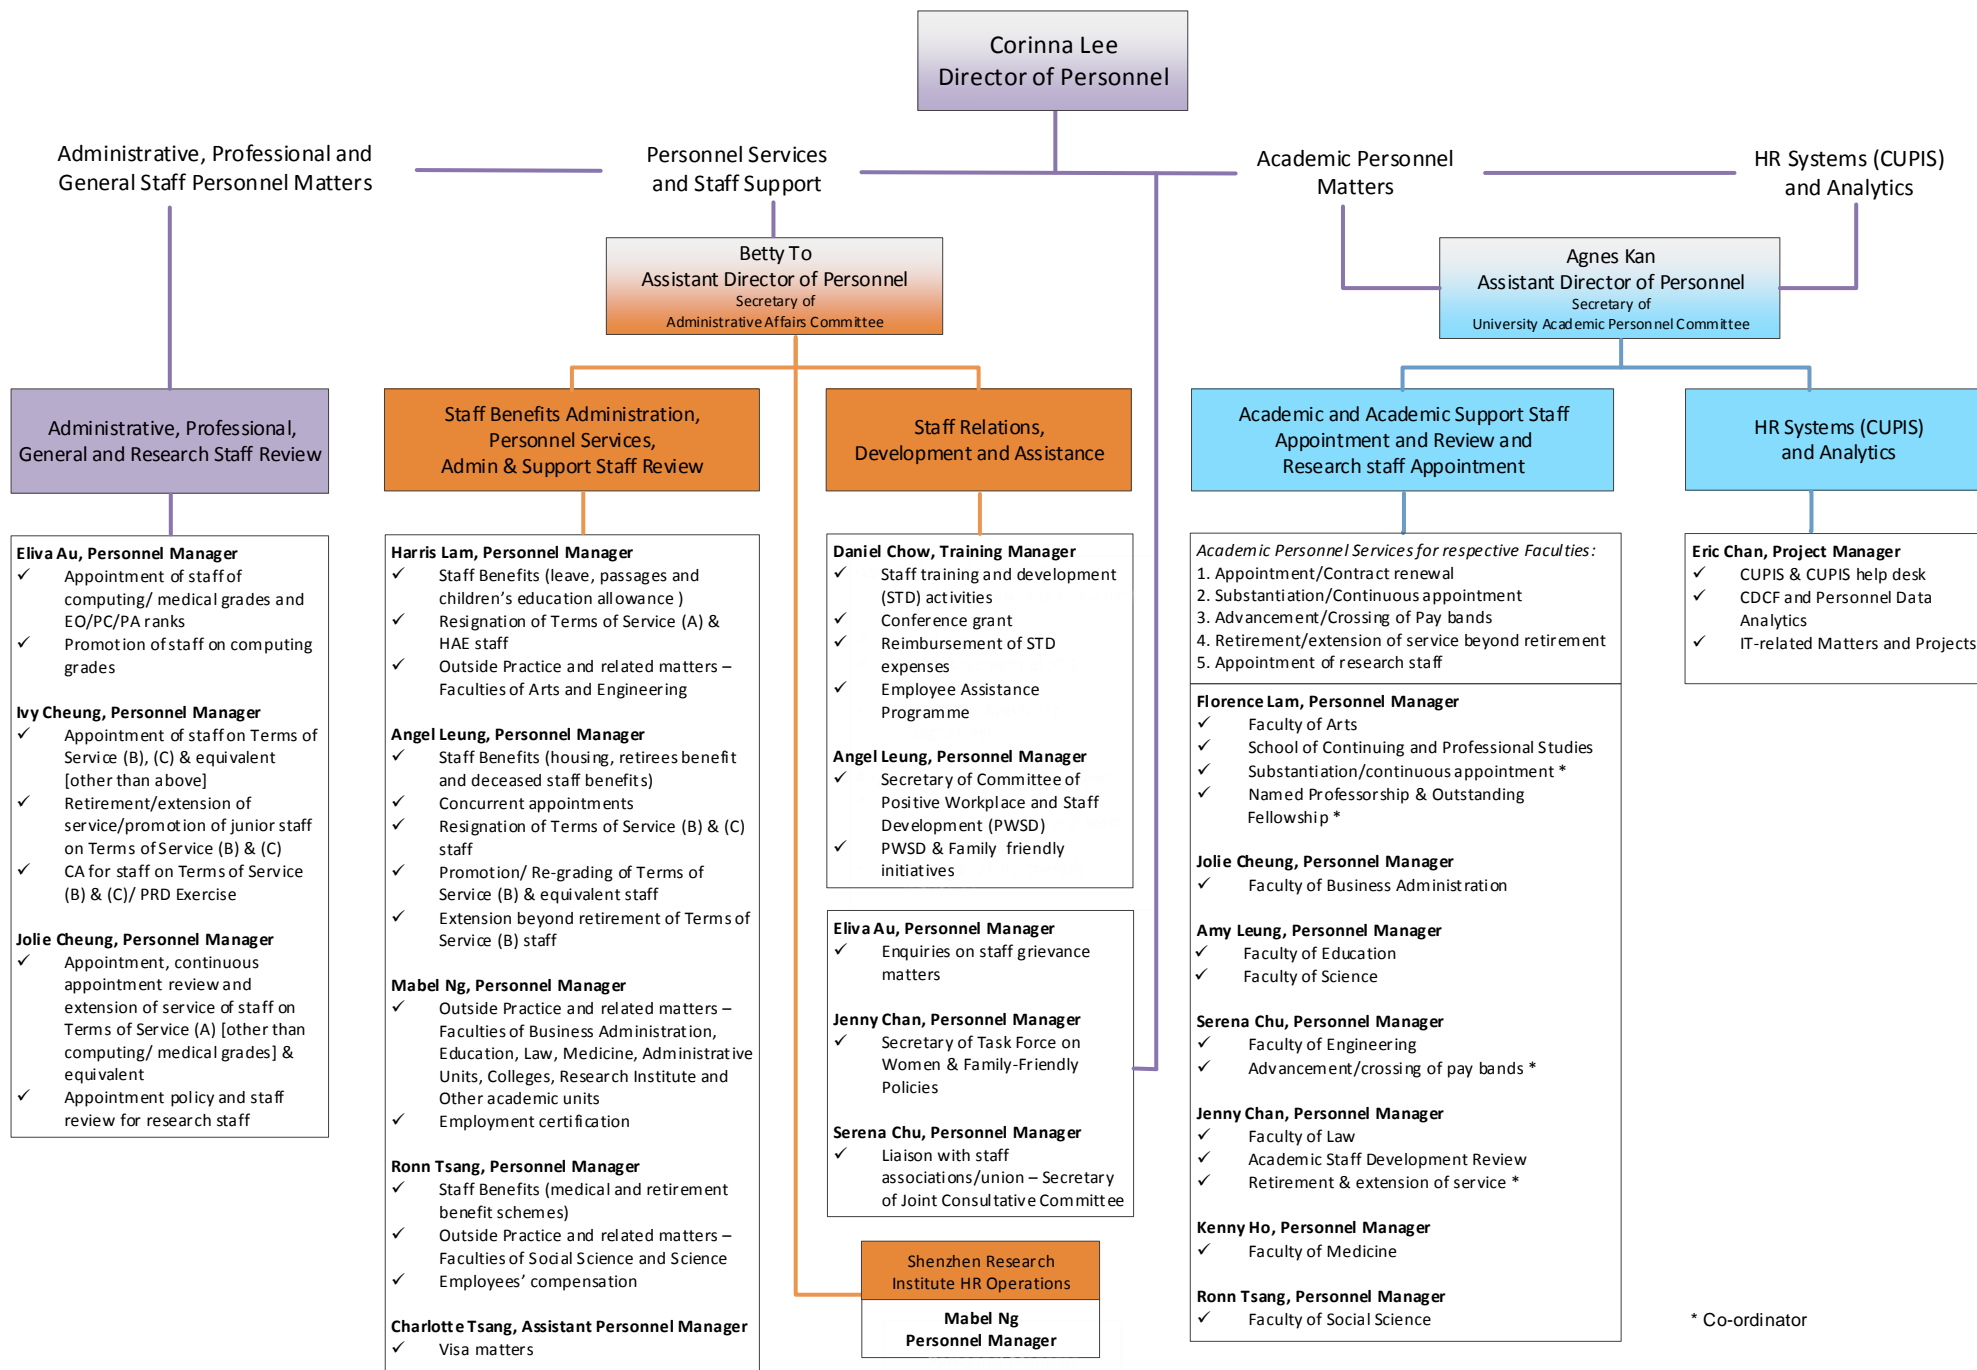 Corinna Lee
Director of Personnel
Administrative, Professional and
General Staff Personnel Matters
Personnel Services
and Staff Support
Academic Personnel
Matters
HR Systems (CUPIS)
and Analytics
Betty To
Assistant Director of Personnel
Secretary of
Administrative Affairs Committee
Agnes Kan
Assistant Director of Personnel
Secretary of
University Academic Personnel Committee
Administrative, Professional,
General and Research Staff Review
Staff Benefits Administration,
Personnel Services,
Admin & Support Staff Review
Staff Relations,
Development and Assistance
Academic and Academic Support Staff
Appointment and Review and
Research staff Appointment
HR Systems (CUPIS)
and Analytics
Eliva Au, Personnel Manager
✓ Appointment of staff of
computing/ medical grades and
EO/PC/PA ranks
✓ Promotion of staff on computing
grades
Ivy Cheung, Personnel Manager
✓ Appointment of staff on Terms of
Service (B), (C) & equivalent
[other than above]
✓ Retirement/extension of
service/promotion of junior staff
on Terms of Service (B) & (C)
✓ CA for staff on Terms of Service
(B) & (C)/ PRD Exercise
Jolie Cheung, Personnel Manager
✓ Appointment, continuous
appointment review and
extension of service of staff on
Terms of Service (A) [other than
computing/ medical grades] &
equivalent
✓ Appointment policy and staff
review for research staff
Harris Lam, Personnel Manager
✓ Staff Benefits (leave, passages and
children's education allowance )
✓ Resignation of Terms of Service (A) &
HAE staff
✓ Outside Practice and related matters –
Faculties of Arts and Engineering
Angel Leung, Personnel Manager
✓ Staff Benefits (housing, retirees benefit
and deceased staff benefits)
✓ Concurrent appointments
✓ Resignation of Terms of Service (B) & (C)
staff
✓ Promotion/ Re-grading of Terms of
Service (B) & equivalent staff
✓ Extension beyond retirement of Terms of
Service (B) staff
Mabel Ng, Personnel Manager
✓ Outside Practice and related matters –
Faculties of Business Administration,
Education, Law, Medicine, Administrative
Units, Colleges, Research Institute and
Other academic units
✓ Employment certification
Ronn Tsang, Personnel Manager
✓ Staff Benefits (medical and retirement
benefit schemes)
✓ Outside Practice and related matters –
Faculties of Social Science and Science
✓ Employees' compensation
Charlotte Tsang, Assistant Personnel Manager
✓ Visa matters
Daniel Chow, Training Manager
✓ Staff training and development
(STD) activities
✓ Conference grant
✓ Reimbursement of STD
expenses
✓ Employee Assistance
Programme
Angel Leung, Personnel Manager
✓ Secretary of Committee of
Positive Workplace and Staff
Development (PWSD)
✓ PWSD & Family friendly
initiatives
Eliva Au, Personnel Manager
✓ Enquiries on staff grievance
matters
Jenny Chan, Personnel Manager
✓ Secretary of Task Force on
Women & Family-Friendly
Policies
Serena Chu, Personnel Manager
✓ Liaison with staff
associations/union – Secretary
of Joint Consultative Committee
Shenzhen Research
Institute HR Operations
Mabel Ng
Personnel Manager
Academic Personnel Services for respective Faculties:
1. Appointment/Contract renewal
2. Substantiation/Continuous appointment
3. Advancement/Crossing of Pay bands
4. Retirement/extension of service beyond retirement
5. Appointment of research staff
Florence Lam, Personnel Manager
✓ Faculty of Arts
✓ School of Continuing and Professional Studies
✓ Substantiation/continuous appointment *
✓ Named Professorship & Outstanding
Fellowship *
Jolie Cheung, Personnel Manager
✓ Faculty of Business Administration
Amy Leung, Personnel Manager
✓ Faculty of Education
✓ Faculty of Science
Serena Chu, Personnel Manager
✓ Faculty of Engineering
✓ Advancement/crossing of pay bands *
Jenny Chan, Personnel Manager
✓ Faculty of Law
✓ Academic Staff Development Review
✓ Retirement & extension of service *
Kenny Ho, Personnel Manager
✓ Faculty of Medicine
Ronn Tsang, Personnel Manager
✓ Faculty of Social Science
Eric Chan, Project Manager
✓ CUPIS & CUPIS help desk
✓ CDCF and Personnel Data
Analytics
✓ IT-related Matters and Projects
* Co-ordinator